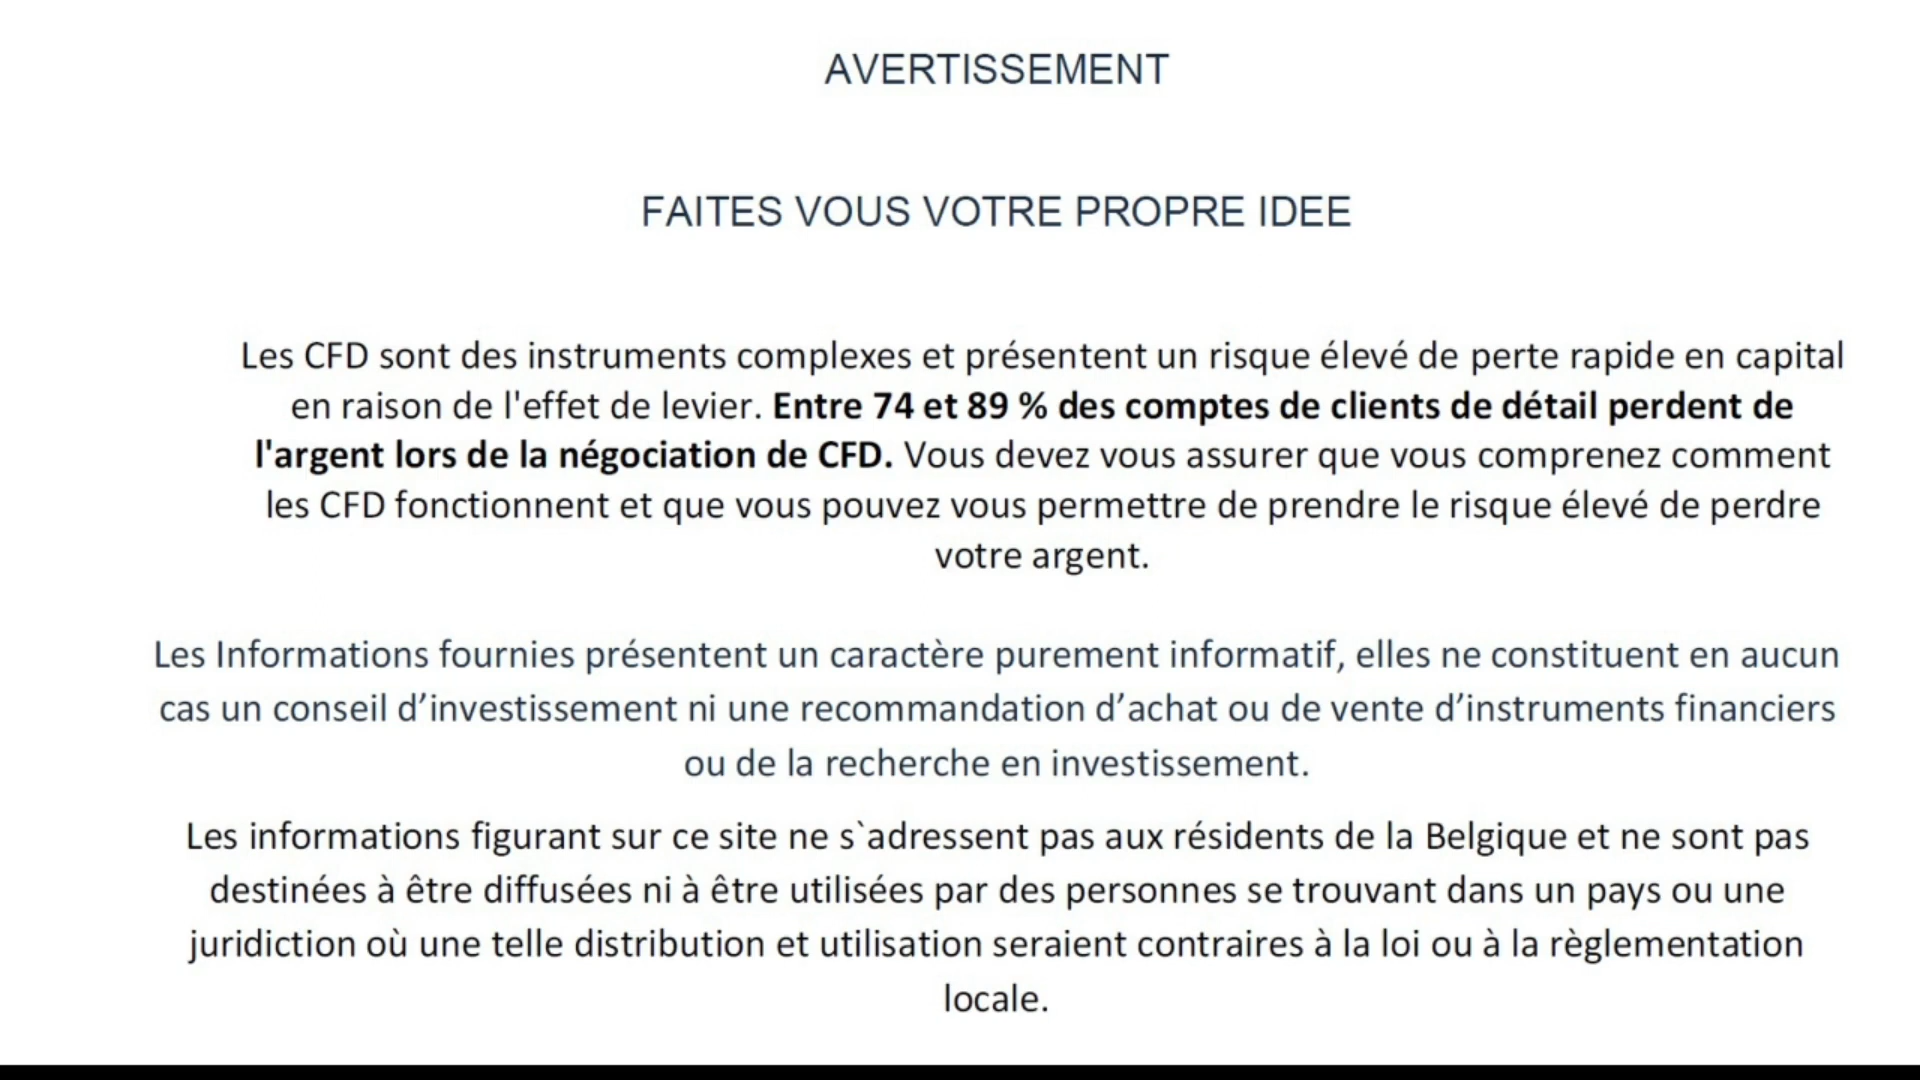 AVERTISSEMENT
FAITES VOUS VOTRE PROPRE IDEE
Les CFD sont des instruments complexes et présentent un risque élevé de perte rapide en capital
en raison de l'effet de levier. Entre 74 et 89 % des comptes de clients de détail perdent de
l'argent lors de la négociation de CFD. Vous devez vous assurer que vous comprenez comment
les CFD fonctionnent et que vous pouvez vous permettre de prendre le risque élevé de perdre
votre argent.
Les Informations fournies présentent un caractère purement informatif, elles ne constituent en aucun
cas un conseil d’investissement ni une recommandation d’achat ou de vente d’instruments financiers
ou de la recherche en investissement.
Les informations figurant sur ce site ne s`adressent pas aux résidents de la Belgique et ne sont pas
destinées à être diffusées ni à être utilisées par des personnes se trouvant dans un pays ou une
juridiction où une telle distribution et utilisation seraient contraires à la loi ou à la règlementation
locale.